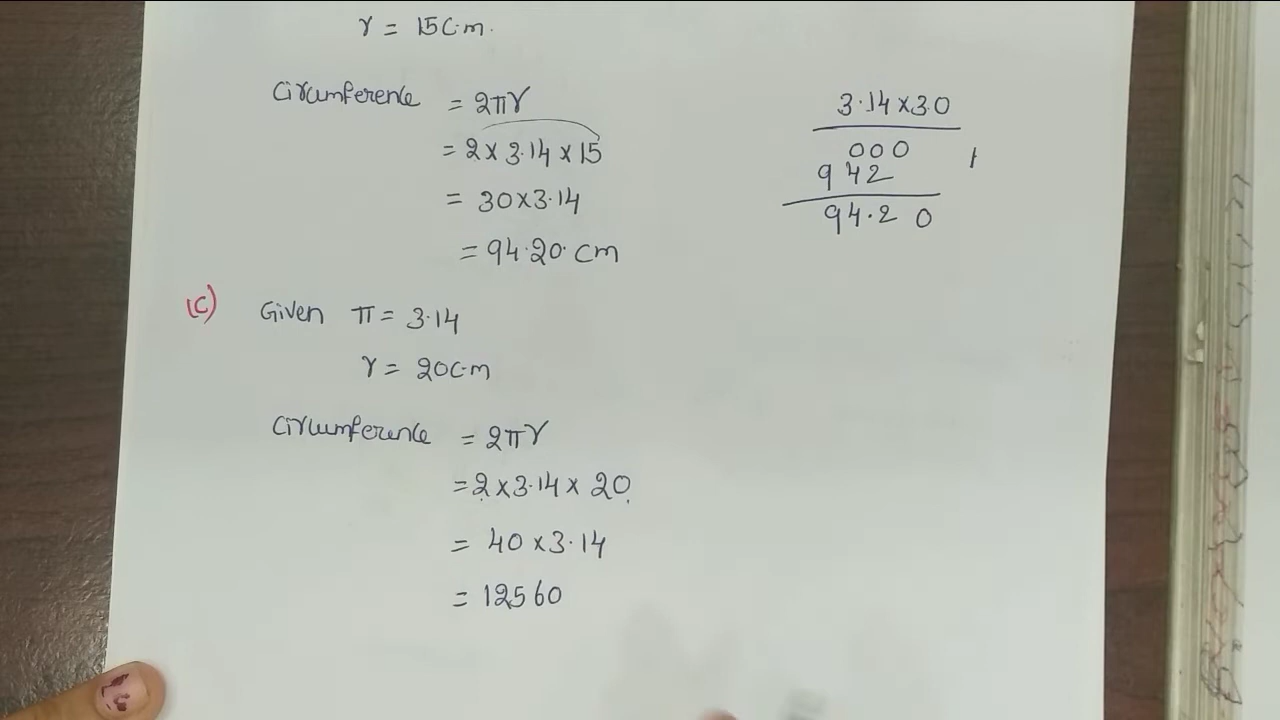 r = 15cm.
Circumference = 2πr
= 2 × 3.14 × 15
= 30×3.14
= 94.20 cm
3.14 × 30
000
942
94.20
(c) Given π = 3.14
r = 20cm
Circumference = 2πr
= 2 × 3.14 × 20
= 40 × 3.14
= 12560